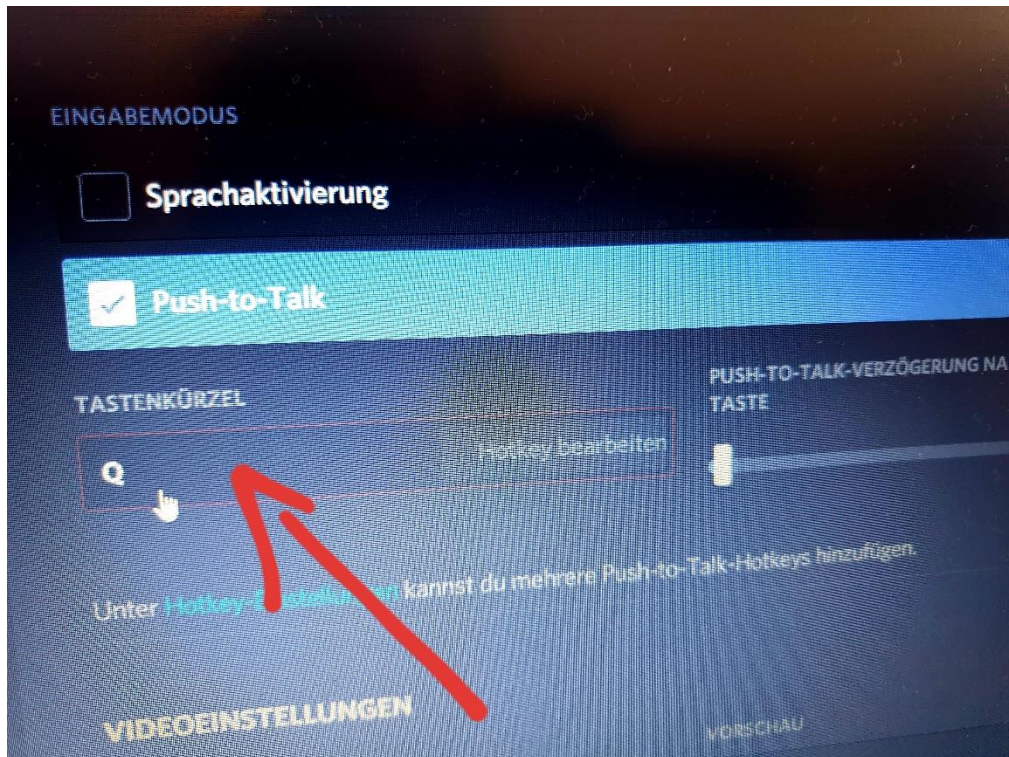 EINGABEMODUS
Sprachaktivierung
Push-to-Talk
TASTENKÜRZEL
Q
Hotkey bearbeiten
PUSH-TO-TALK-VERZÖGERUNG NA
TASTE
Unter kannst du mehrere Push-to-Talk-Hotkeys hinzufügen.
VIDEOEINSTELLUNGEN
VORSCHAU